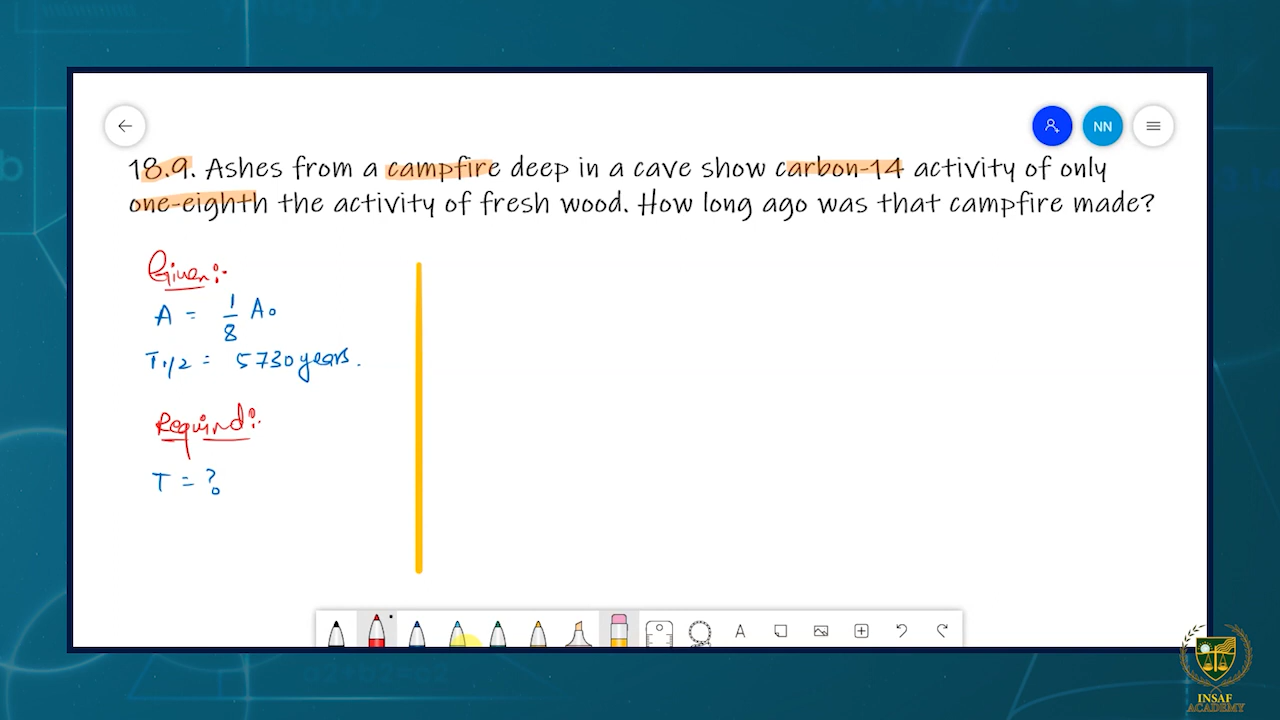 NN
18.9. Ashes from a campfire deep in a cave show carbon-14 activity of only
one-eighth the activity of fresh wood. How long ago was that campfire made?
Given:-
A = 1/8 A₀
T1/2 = 5730 years.
Required:-
T = ?
A
INSAF
ACADEMY